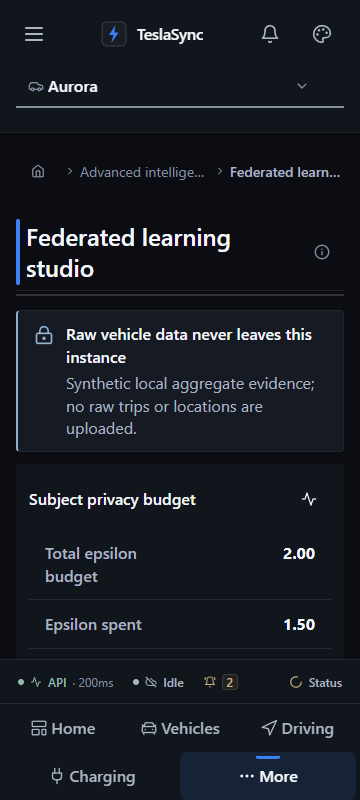 TeslaSync
Aurora
Advanced intellige... Federated learn...
Federated learning
studio
Raw vehicle data never leaves this
instance
Synthetic local aggregate evidence;
no raw trips or locations are
uploaded.
Subject privacy budget
Total epsilon 2.00
budget
Epsilon spent 1.50
API · 200ms Idle 2 Status
Home Vehicles Driving
Charging More